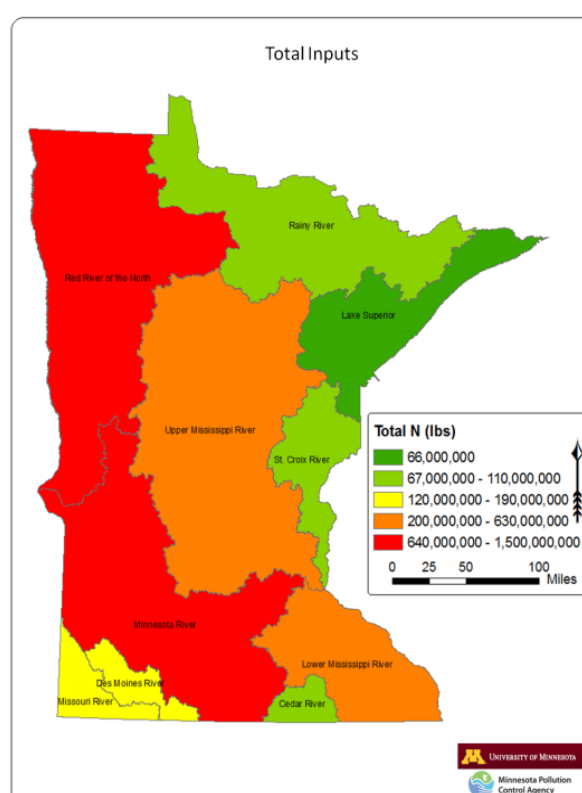 Total Inputs
Rainy River
Red River of the North
Lake Superior
Upper Mississippi River
St. Croix River
Minnesota River
Lower Mississippi River
Des Moines River
Missouri River
Cedar River
Total N (lbs)
66,000,000
67,000,000 - 110,000,000
120,000,000 - 190,000,000
200,000,000 - 630,000,000
640,000,000 - 1,500,000,000
0 25 50 100
Miles
M
UNIVERSITY OF MINNESOTA
Minnesota Pollution
Control Agency